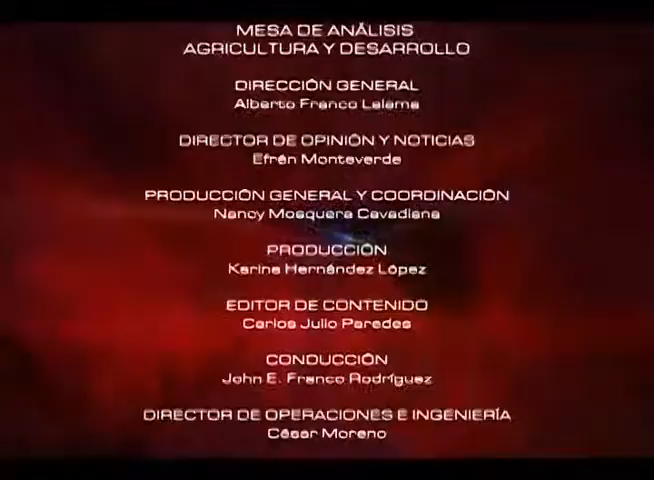 MESA DE ANÁLISIS
AGRICULTURA Y DESARROLLO
DIRECCIÓN GENERAL
Alberto Franco Lalama
DIRECTOR DE OPINIÓN Y NOTICIAS
Efrén Monteverde
PRODUCCIÓN GENERAL Y COORDINACIÓN
Nancy Mosquera Cavadiana
PRODUCCIÓN
Karina Hernández López
EDITOR DE CONTENIDO
Carlos Julio Paredes
CONDUCCIÓN
John E. Franco Rodríguez
DIRECTOR DE OPERACIONES E INGENIERÍA
César Moreno